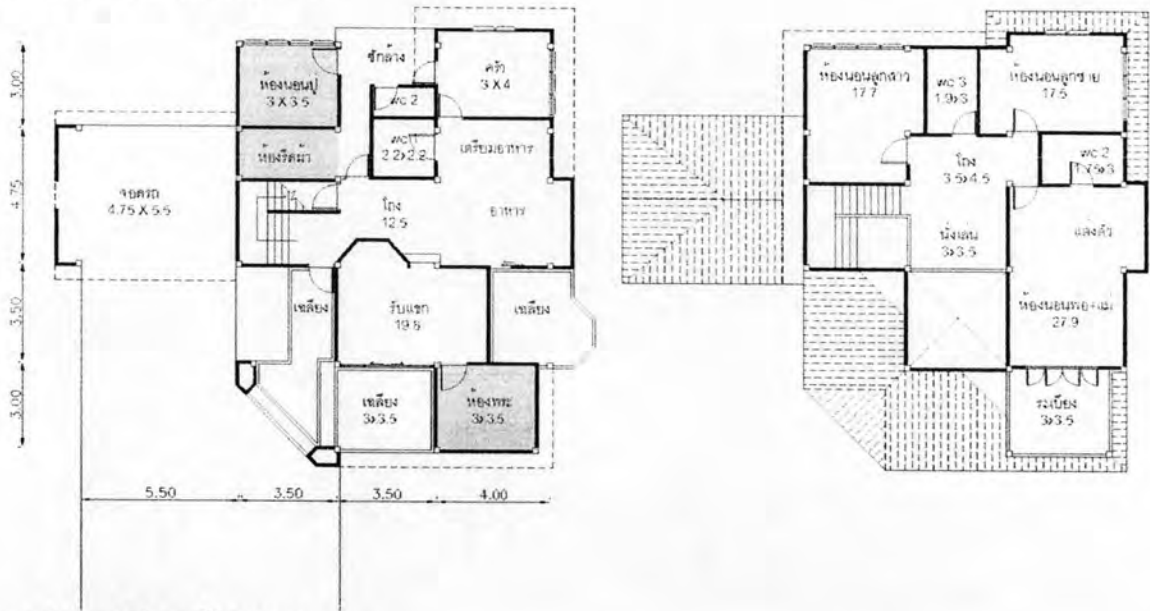 ซักล้าง
ครัว
3 X 4
ห้องนอนปู่
3 X 3.5
wc 2
wc 1
2.2x2.2
เตรียมอาหาร
ห้องรีดผ้า
จอดรถ
4.75 X 5.5
โถง
12.5
อาหาร
เฉลียง
รับแขก
19.8
เฉลียง
เฉลียง
3x3.5
ห้องพระ
3x3.5
3.00
4.75
3.50
3.00
5.50
3.50
3.50
4.00
ห้องนอนลูกสาว
17.7
wc 3
1.9x3
ห้องนอนลูกชาย
17.5
โถง
3.5x4.5
wc 2
1.75x3
นั่งเล่น
3x3.5
แต่งตัว
ห้องนอนพ่อ+แม่
27.9
ระเบียง
3x3.5